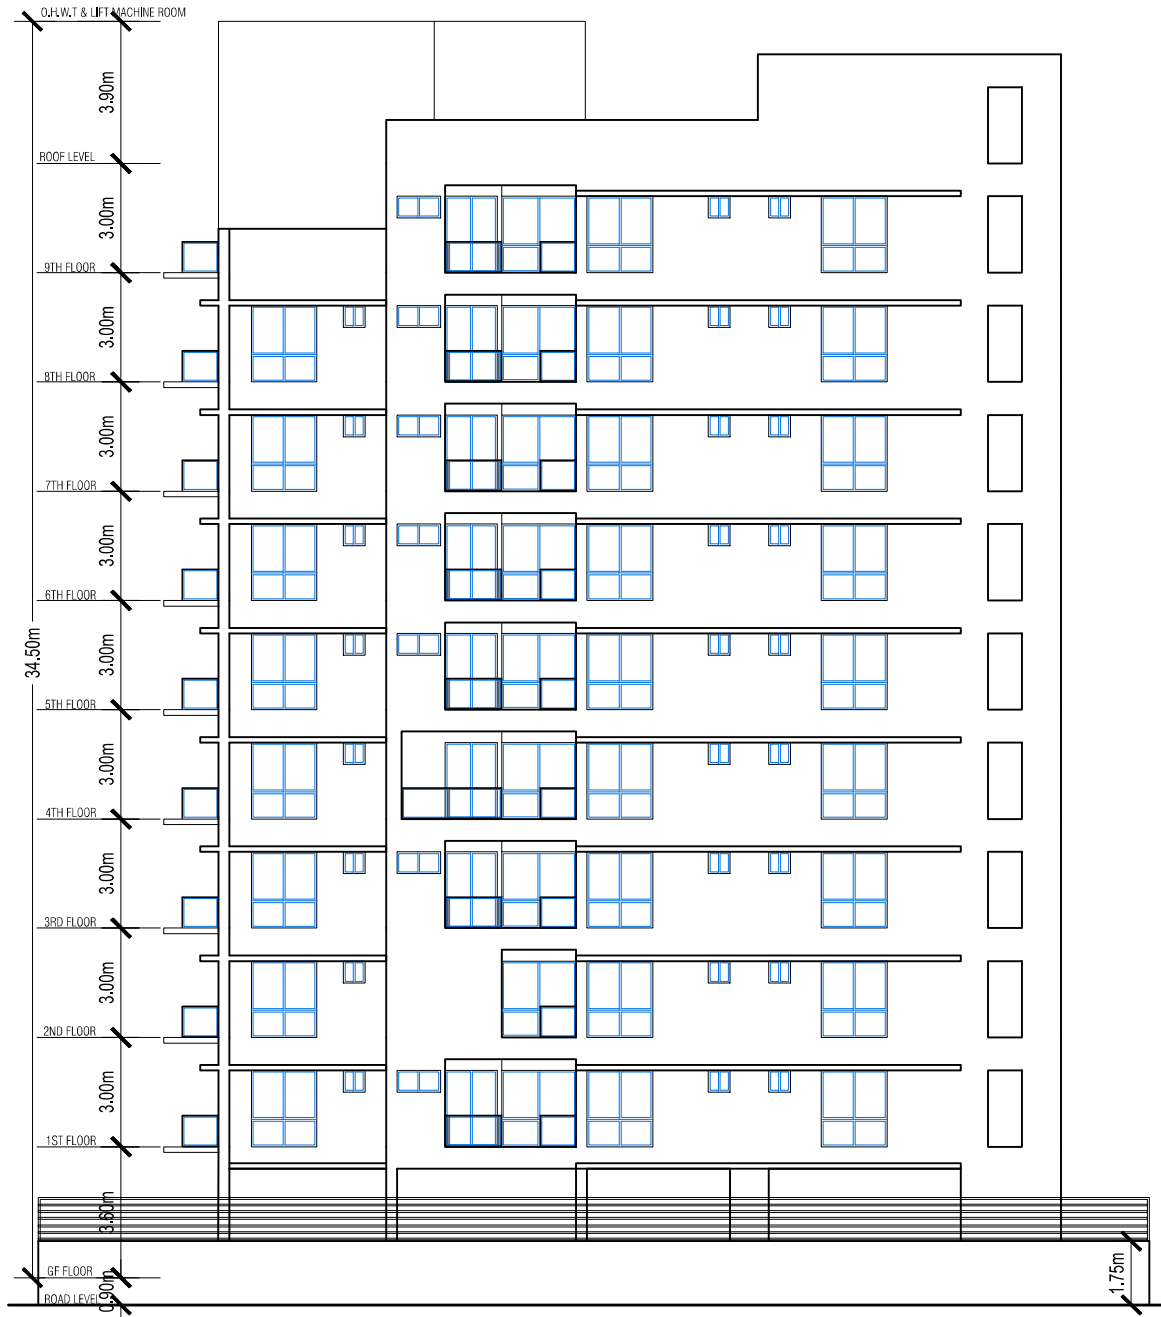 O.H.W.T & LIFT MACHINE ROOM
3.90m
ROOF LEVEL
3.00m
9TH FLOOR
3.00m
8TH FLOOR
3.00m
7TH FLOOR
3.00m
6TH FLOOR
34.50m
3.00m
5TH FLOOR
3.00m
4TH FLOOR
3.00m
3RD FLOOR
3.00m
2ND FLOOR
3.00m
1ST FLOOR
3.60m
GF FLOOR
0.90m
1.75m
ROAD LEVEL